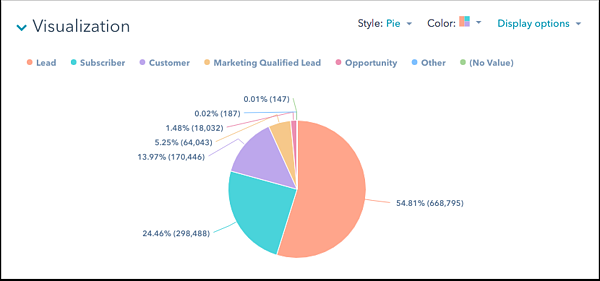 Visualization
Style: Pie
Color:
Display options
Lead
Subscriber
Customer
Marketing Qualified Lead
Opportunity
Other
(No Value)
0.01% (147)
0.02% (187)
1.48% (18,032)
5.25% (64,043)
13.97% (170,446)
54.81% (668,795)
24.46% (298,488)